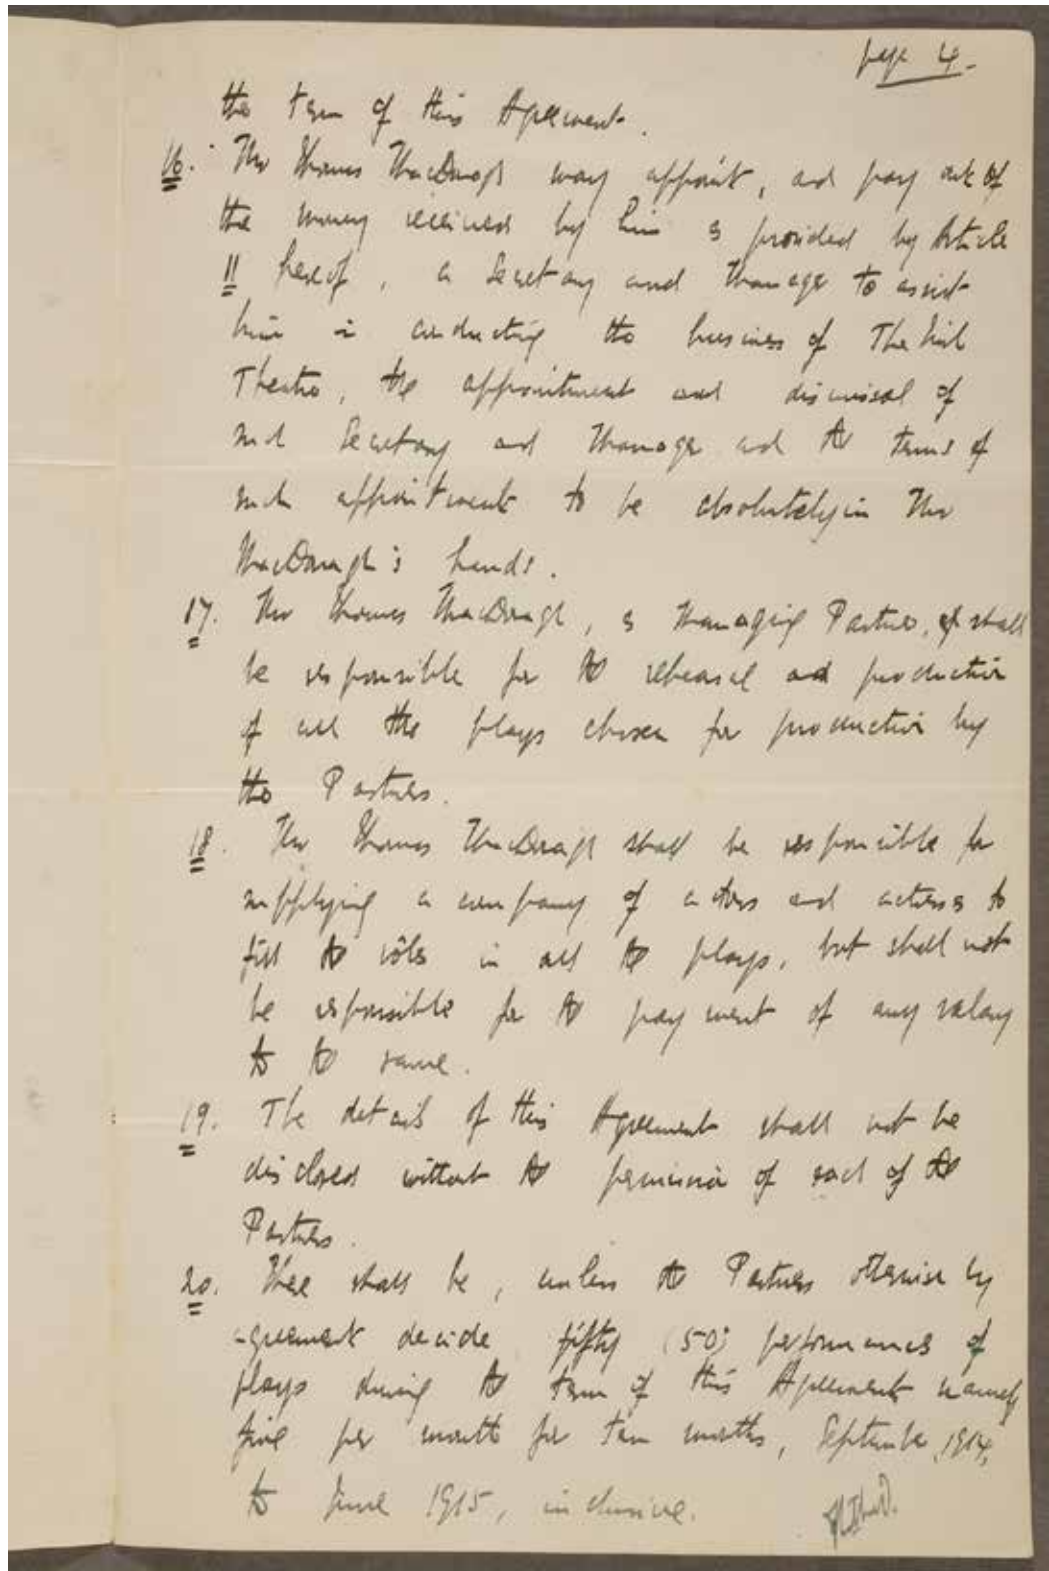 page 4.
the term of this Agreement.
16. Mr Thomas MacDonagh may appoint, and pay out of
the money received by him as provided by Article
11 hereof, a Secretary and Manager to assist
him in conducting the business of The Irish
Theatre, the appointment and dismissal of
such Secretary and Manager and the terms of
such appointment to be absolutely in Mr
MacDonagh's hands.
17. Mr Thomas MacDonagh, as Managing Partner, shall
be responsible for the rehearsal and production
of all the plays chosen for production by
the Partners.
18. Mr Thomas MacDonagh shall be responsible for
supplying a company of actors and actresses to
fill the rôles in all the plays, but shall not
be responsible for the payment of any salary
to the same.
19. The details of this Agreement shall not be
disclosed without the permission of each of the
Partners.
20. There shall be, unless the Partners otherwise by
agreement decide fifty (50) performances of
plays during the term of this Agreement namely
five per month for ten months, September, 1914,
to June 1915, inclusive.